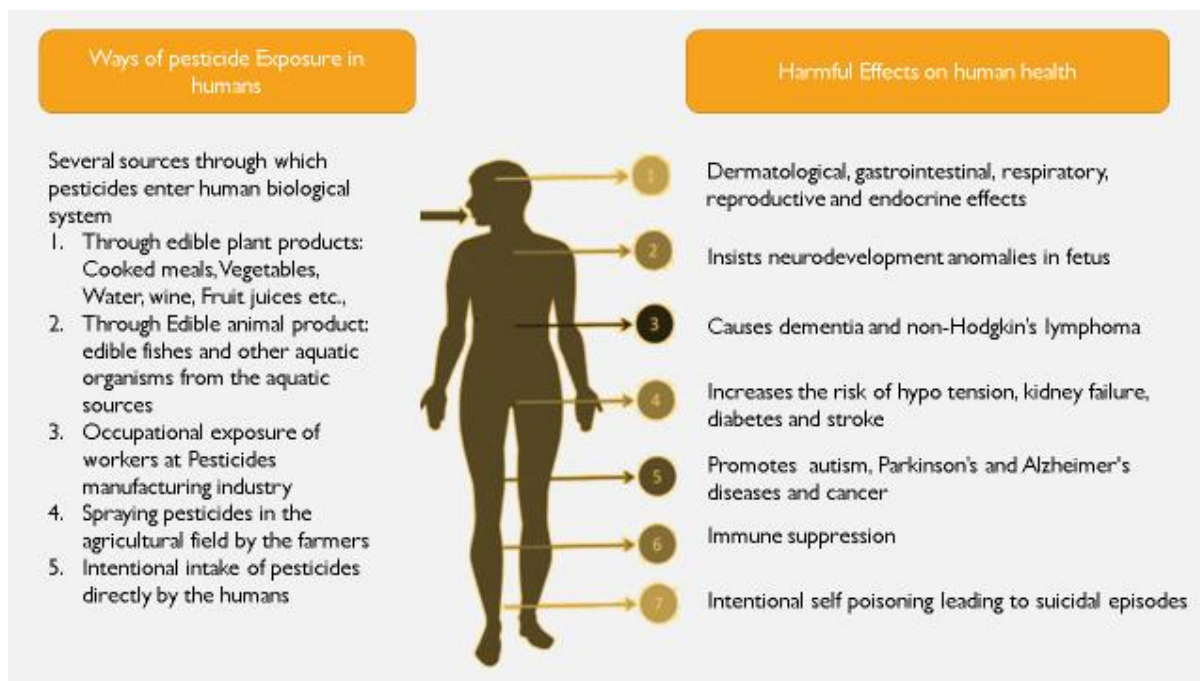 Ways of pesticide Exposure in
humans
Several sources through which
pesticides enter human biological
system
1. Through edible plant products:
Cooked meals, Vegetables,
Water, wine, Fruit juices etc.,
2. Through Edible animal product:
edible fishes and other aquatic
organisms from the aquatic
sources
3. Occupational exposure of
workers at Pesticides
manufacturing industry
4. Spraying pesticides in the
agricultural field by the farmers
5. Intentional intake of pesticides
directly by the humans
Harmful Effects on human health
1 Dermatological, gastrointestinal, respiratory,
reproductive and endocrine effects
2 Insists neurodevelopment anomalies in fetus
3 Causes dementia and non-Hodgkin's lymphoma
4 Increases the risk of hypo tension, kidney failure,
diabetes and stroke
5 Promotes autism, Parkinson's and Alzheimer's
diseases and cancer
6 Immune suppression
7 Intentional self poisoning leading to suicidal episodes